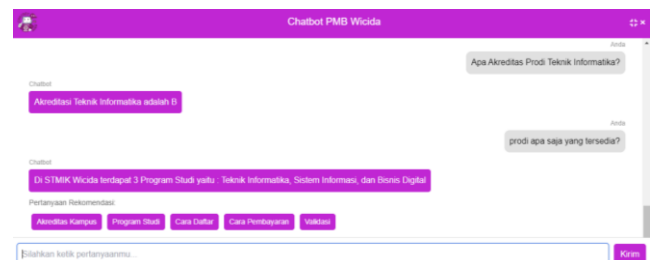 Chatbot PMB Wicida
Anda
Apa Akreditas Prodi Teknik Informatika?
Chatbot
Akreditasi Teknik Informatika adalah B
Anda
prodi apa saja yang tersedia?
Chatbot
Di STMIK Wicida terdapat 3 Program Studi yaitu : Teknik Informatika, Sistem Informasi, dan Bisnis Digital
Pertanyaan Rekomendasi:
Akreditas Kampus Program Studi Cara Daftar Cara Pembayaran Validasi
Silahkan ketik pertanyaanmu... Kirim